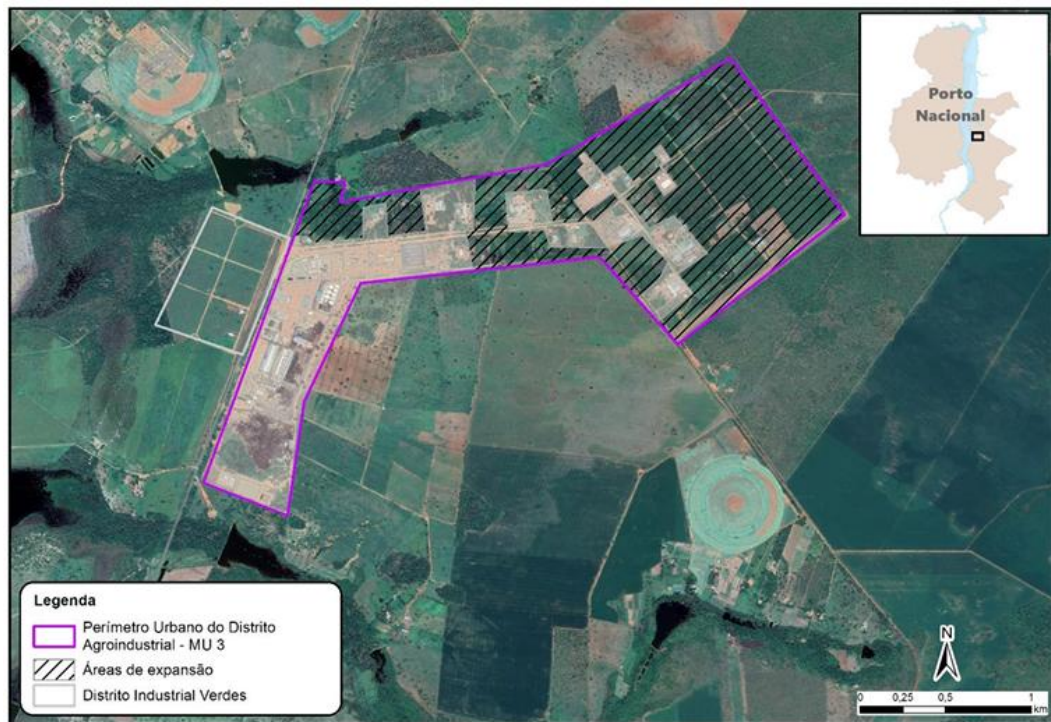 Porto
Nacional
Legenda
Perímetro Urbano do Distrito
Agroindustrial - MU 3
Áreas de expansão
Distrito Industrial Verdes
N
0 0,25 0,5 1
km